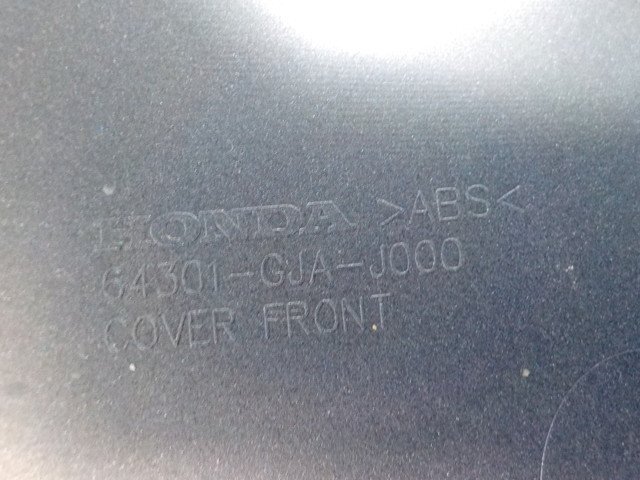 HONDA >ABS<
64301-GJA-J000
COVER FRONT